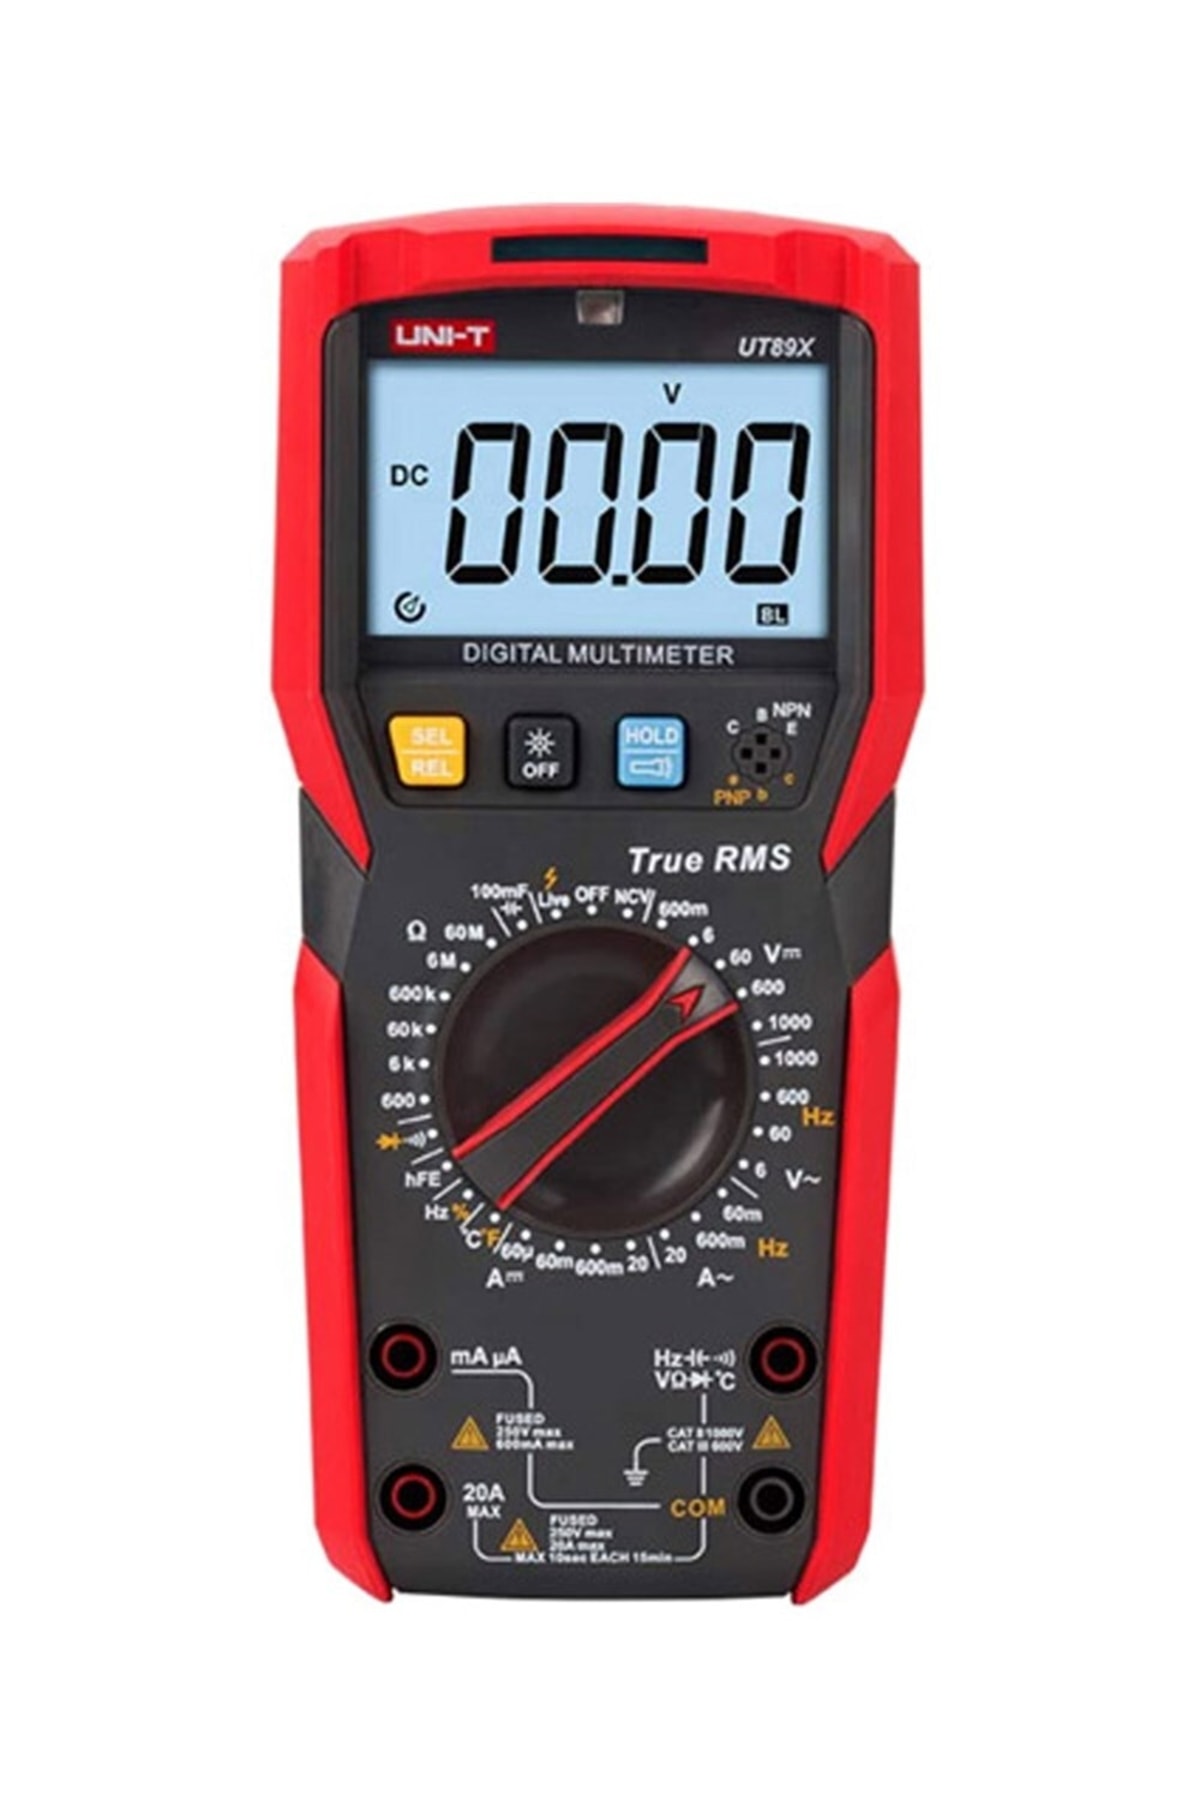 UNI-T
UT89X
V
DC 00.00
BL
DIGITAL MULTIMETER
SEL
REL
OFF
HOLD
NPN
C B E
e b c
PNP
True RMS
100mF Live OFF NCV 600m
Ω 60M 6 60 V
6M 600
600k 1000
60k 1000
6k 600 Hz
600 60
hFE 6 V~
Hz % 60m
°C °F 600m Hz
60µ 60m 600m 20 20
A A~
mA µA
Hz
VΩ °C
FUSED
250V max
600mA max
CAT II 1000V
CAT III 600V
20A
MAX
COM
FUSED
250V max
20A max
MAX 10sec EACH 15min